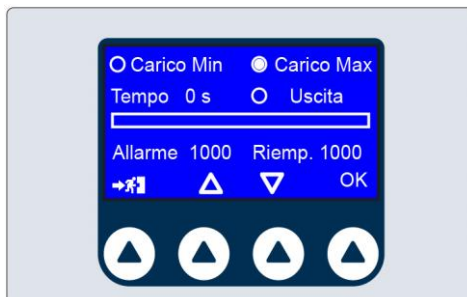 Carico Min Carico Max
Tempo 0 s Uscita
Allarme 1000 Riemp. 1000
OK